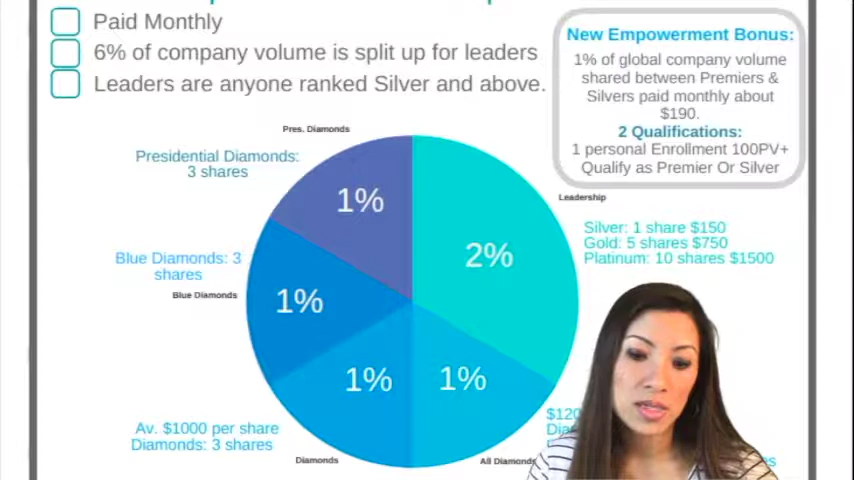 Paid Monthly
6% of company volume is split up for leaders
Leaders are anyone ranked Silver and above.
New Empowerment Bonus:
1% of global company volume
shared between Premiers &
Silvers paid monthly about
$190.
2 Qualifications:
1 personal Enrollment 100PV+
Qualify as Premier Or Silver
Pres. Diamonds
Presidential Diamonds:
3 shares
1%
Leadership
Silver: 1 share $150
Gold: 5 shares $750
Platinum: 10 shares $1500
2%
Blue Diamonds: 3
shares
Blue Diamonds
1%
1%
1%
Av. $1000 per share
Diamonds: 3 shares
Diamonds
All Diamonds
$120